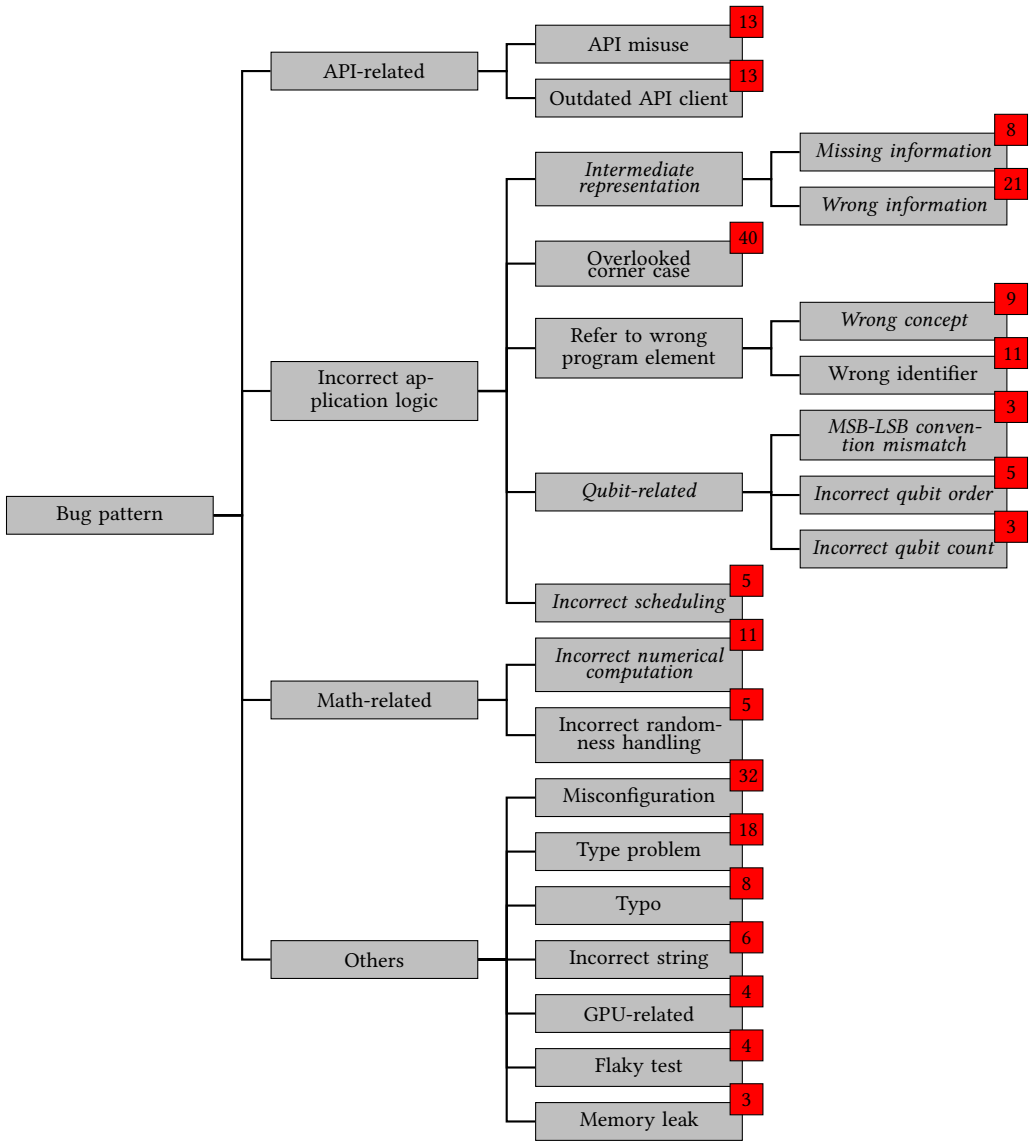 13
API misuse
API-related
13
Outdated API client
8
Missing information
Intermediate
representation
21
Wrong information
40
Overlooked
corner case
9
Wrong concept
Refer to wrong
program element
11
Wrong identifier
Incorrect ap-
plication logic
3
MSB-LSB conven-
tion mismatch
Qubit-related
5
Incorrect qubit order
3
Incorrect qubit count
Bug pattern
5
Incorrect scheduling
11
Incorrect numerical
computation
Math-related
5
Incorrect random-
ness handling
32
Misconfiguration
18
Type problem
8
Typo
Others
6
Incorrect string
4
GPU-related
4
Flaky test
3
Memory leak